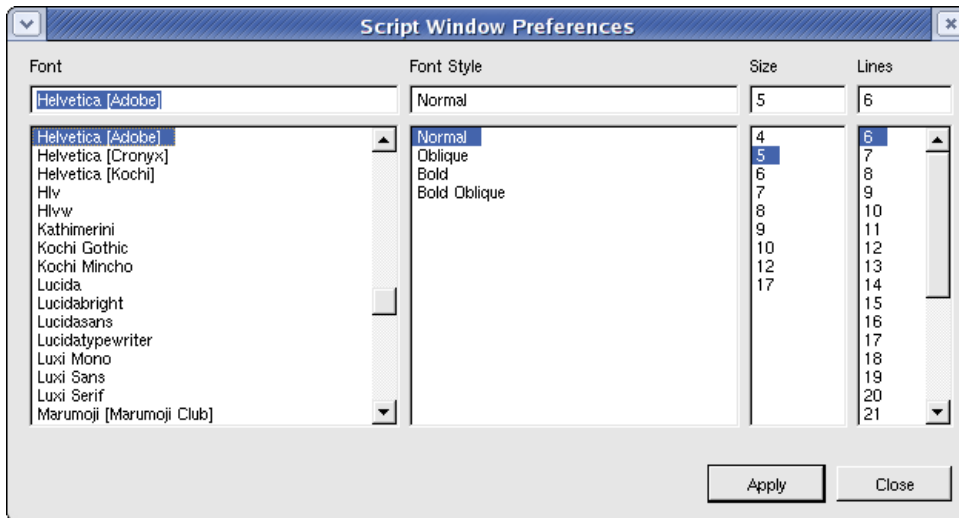 Script Window Preferences
Font
Font Style
Size
Lines
Helvetica [Adobe]
Normal
5
6
Helvetica [Adobe]
Helvetica [Cronyx]
Helvetica [Kochi]
Hlv
Hlvw
Kathimerini
Kochi Gothic
Kochi Mincho
Lucida
Lucidabright
Lucidasans
Lucidatypewriter
Luxi Mono
Luxi Sans
Luxi Serif
Marumoji [Marumoji Club]
Normal
Oblique
Bold
Bold Oblique
4
5
6
7
8
9
10
12
17
6
7
8
9
10
11
12
13
14
15
16
17
18
19
20
21
Apply
Close